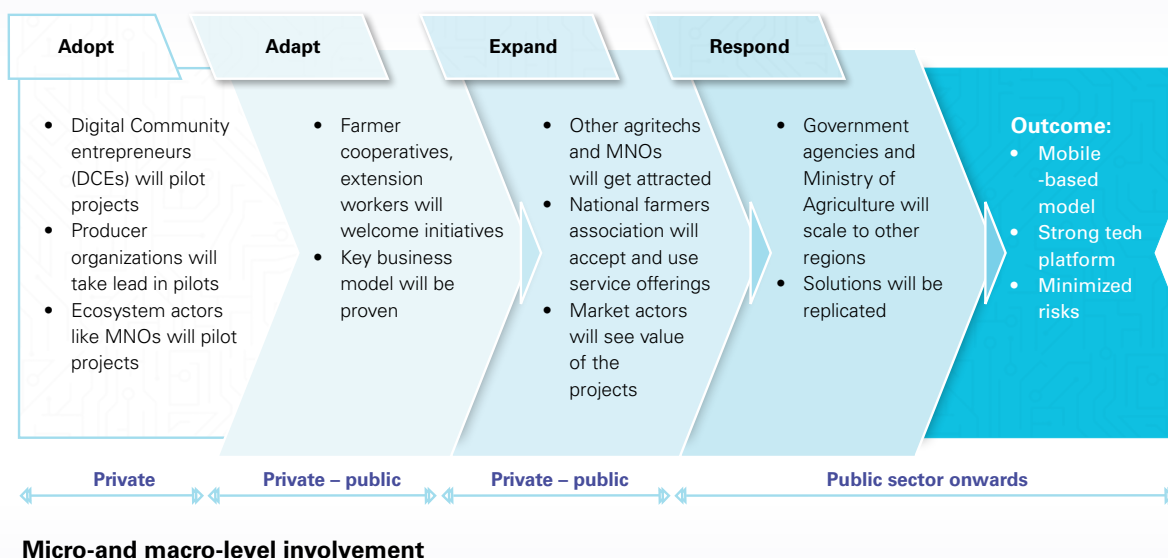 Adopt
Adapt
Expand
Respond
• Digital Community
entrepreneurs
(DCEs) will pilot
projects
• Producer
organizations will
take lead in pilots
• Ecosystem actors
like MNOs will pilot
projects
• Farmer
cooperatives,
extension
workers will
welcome initiatives
• Key business
model will be
proven
• Other agritechs
and MNOs
will get attracted
• National farmers
association will
accept and use
service offerings
• Market actors
will see value
of the
projects
• Government
agencies and
Ministry of
Agriculture will
scale to other
regions
• Solutions will be
replicated
Outcome:
• Mobile
-based
model
• Strong tech
platform
• Minimized
risks
Private
Private – public
Private – public
Public sector onwards
Micro-and macro-level involvement